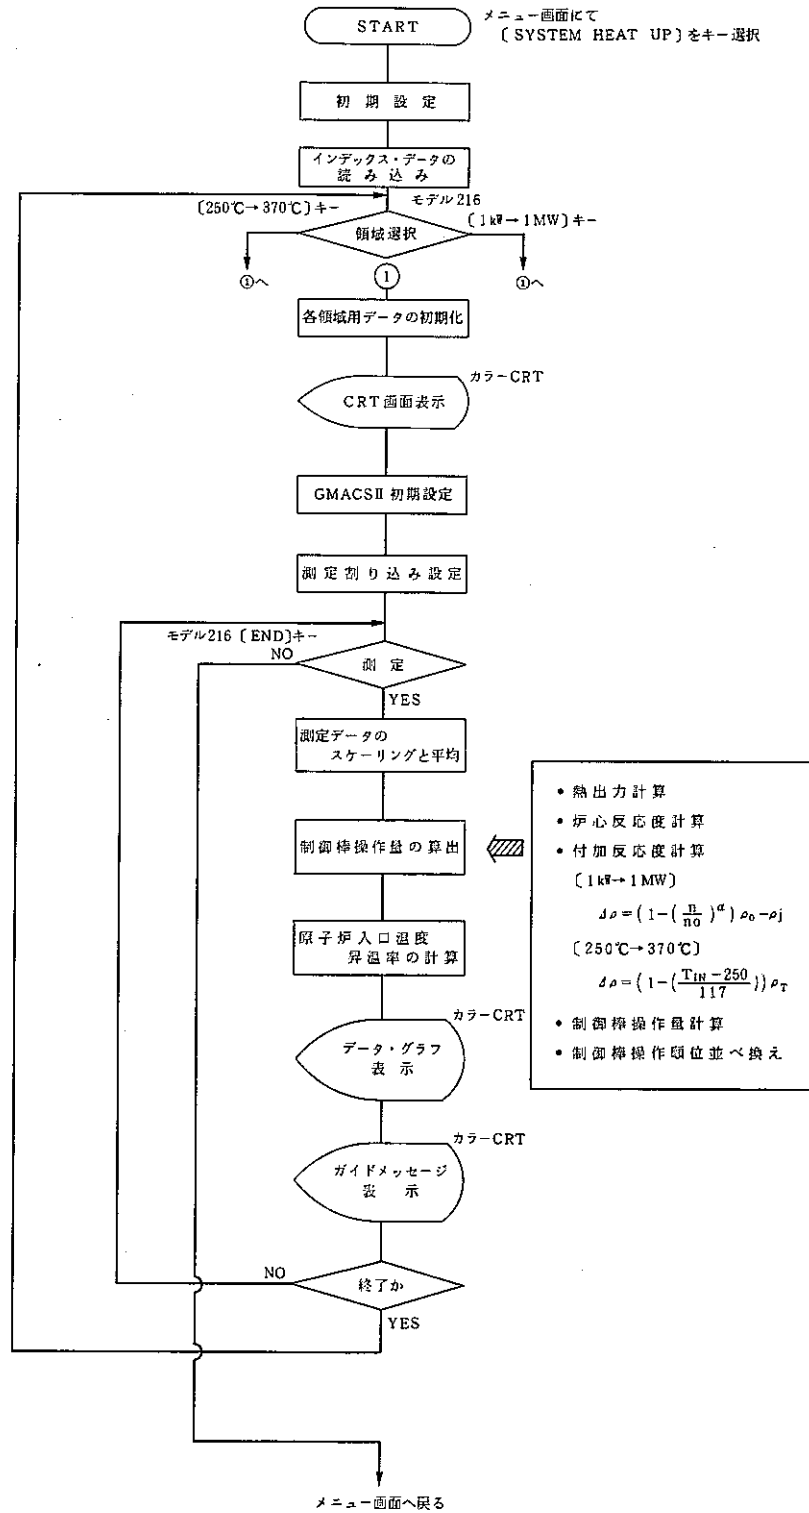 START
メニュー画面にて
〔SYSTEM HEAT UP〕をキー選択
初期設定
インデックス・データの
読み込み
〔250℃→370℃〕キー
モデル216
〔1kW→1MW〕キー
領域選択
①へ
①
①へ
各領域用データの初期化
カラーCRT
CRT画面表示
GMACSⅡ初期設定
測定割り込み設定
モデル216〔END〕キー
NO
測定
YES
測定データの
スケーリングと平均
制御棒操作量の算出
原子炉入口温度
昇温率の計算
カラーCRT
データ・グラフ
表示
カラーCRT
ガイドメッセージ
表示
NO
終了か
YES
メニュー画面へ戻る
• 熱出力計算
• 炉心反応度計算
• 付加反応度計算
〔1kW→1MW〕
Δρ=(1-(n/no)^α)ρ₀-ρj
〔250℃→370℃〕
Δρ=(1-(T_IN-250/117))ρ_T
• 制御棒操作量計算
• 制御棒操作順位並べ換え